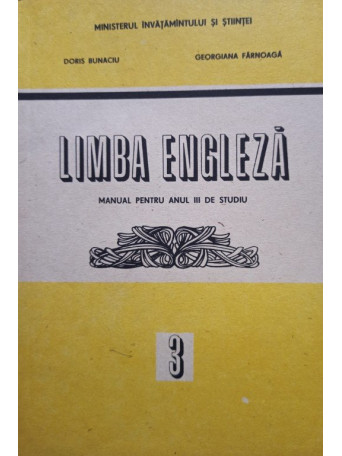 MINISTERUL ÎNVĂȚĂMÎNTULUI ȘI ȘTIINȚEI
DORIS BUNACIU
GEORGIANA FÂRNOAGĂ
LIMBA ENGLEZĂ
MANUAL PENTRU ANUL III DE STUDIU
3